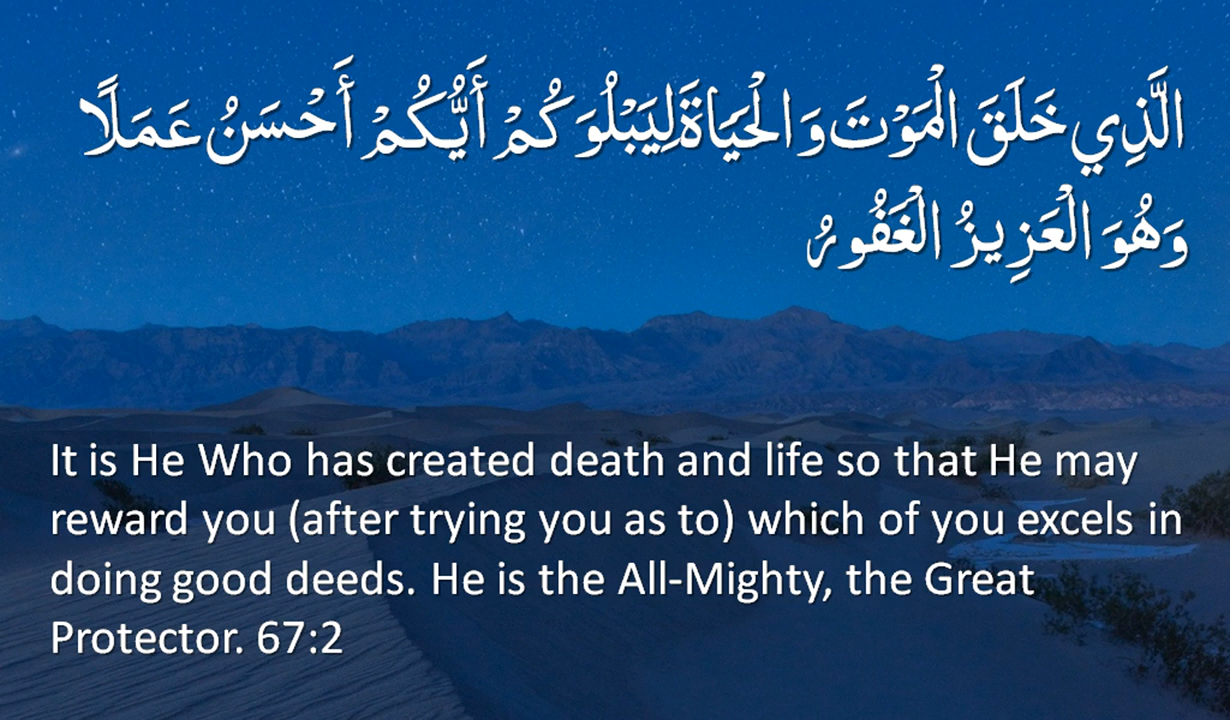 الَّذِي خَلَقَ الْمَوْتَ وَالْحَيَاةَ لِيَبْلُوَكُمْ أَيُّكُمْ أَحْسَنُ عَمَلًا
وَهُوَ الْعَزِيزُ الْغَفُورُ
It is He Who has created death and life so that He may
reward you (after trying you as to) which of you excels in
doing good deeds. He is the All-Mighty, the Great
Protector. 67:2